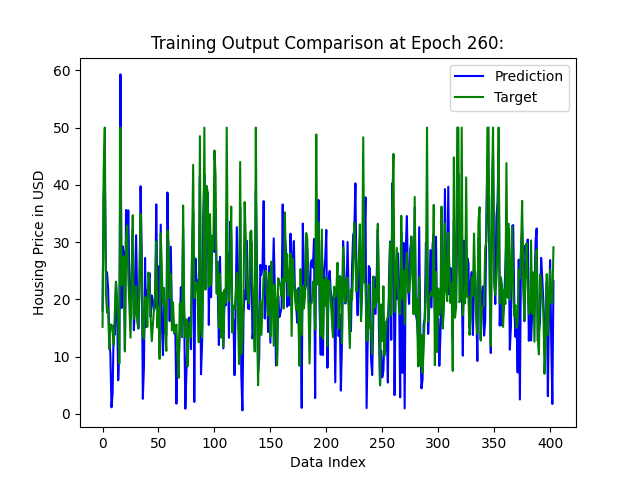 Training Output Comparison at Epoch 260:
Prediction
Target
Housing Price in USD
60
50
40
30
20
10
0
0 50 100 150 200 250 300 350 400
Data Index